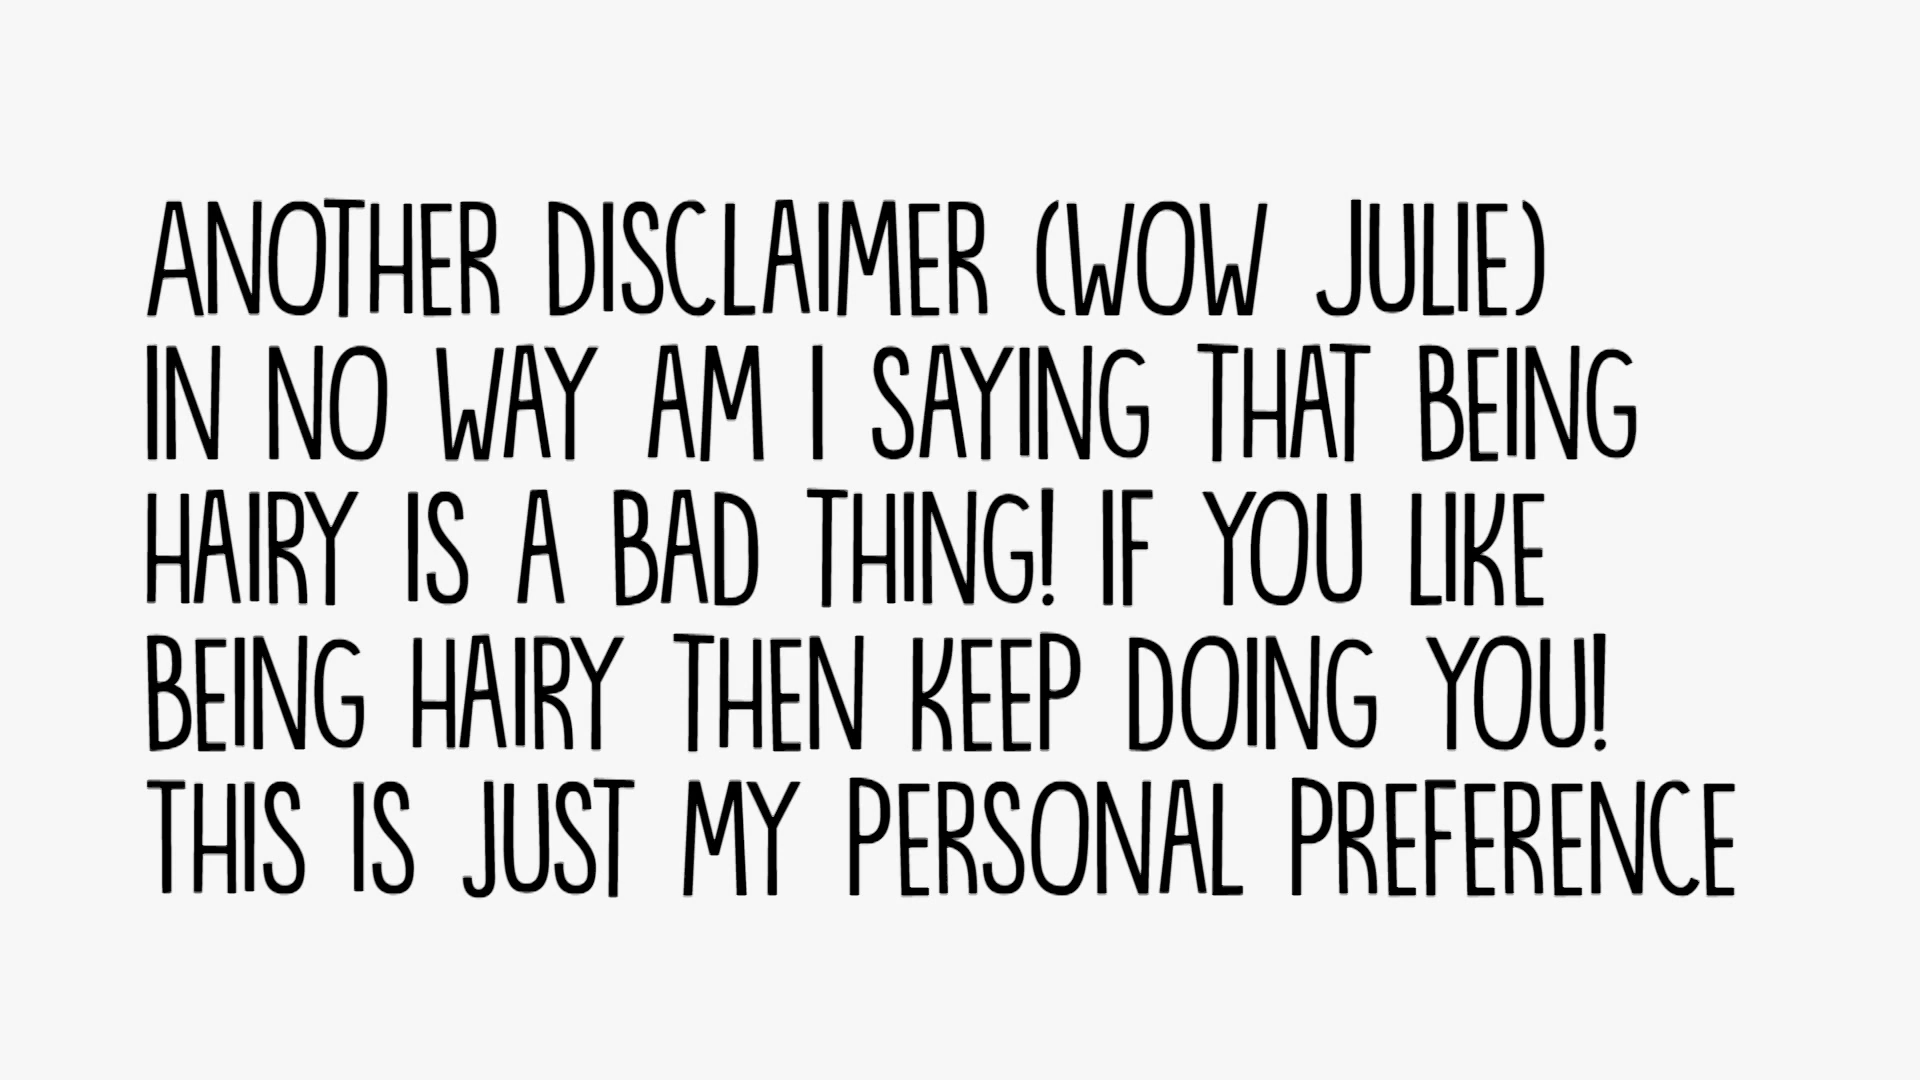 ANOTHER DISCLAIMER (WOW JULIE)
IN NO WAY AM I SAYING THAT BEING
HAIRY IS A BAD THING! IF YOU LIKE
BEING HAIRY THEN KEEP DOING YOU!
THIS IS JUST MY PERSONAL PREFERENCE